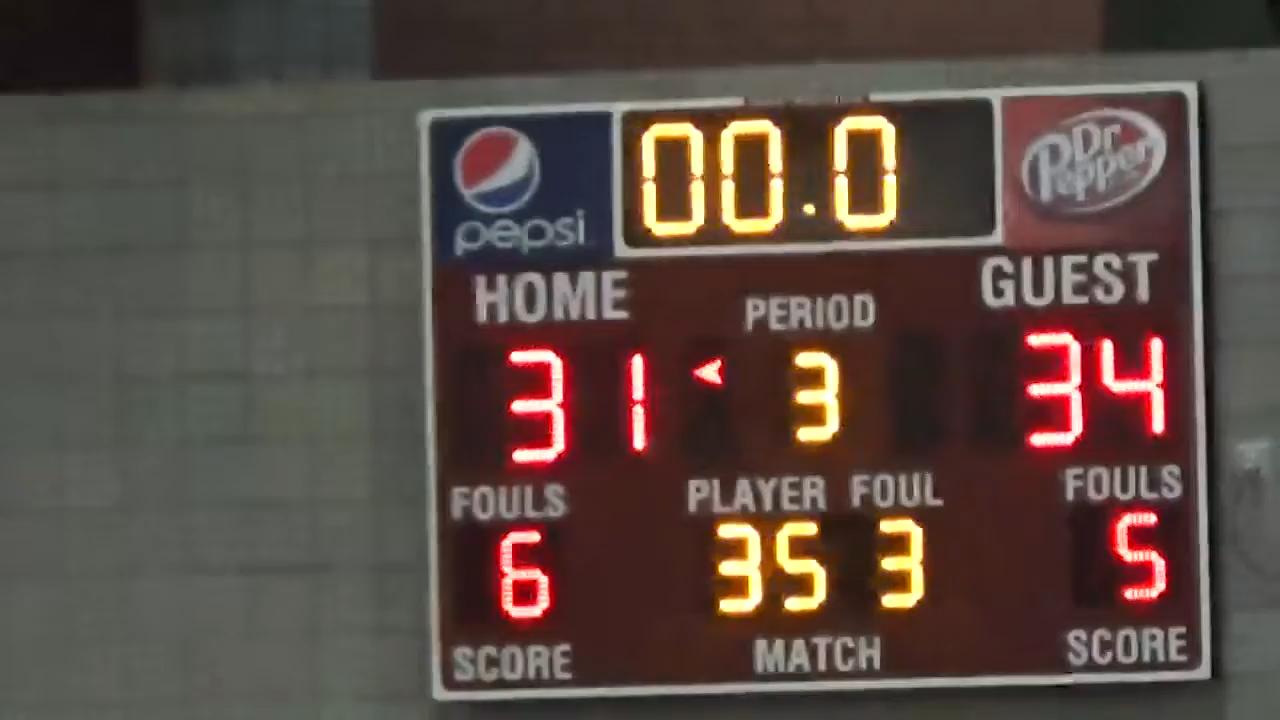 pepsi 00.0 Dr Pepper
HOME PERIOD GUEST
31 3 34
FOULS PLAYER FOUL FOULS
6 35 3 5
SCORE MATCH SCORE